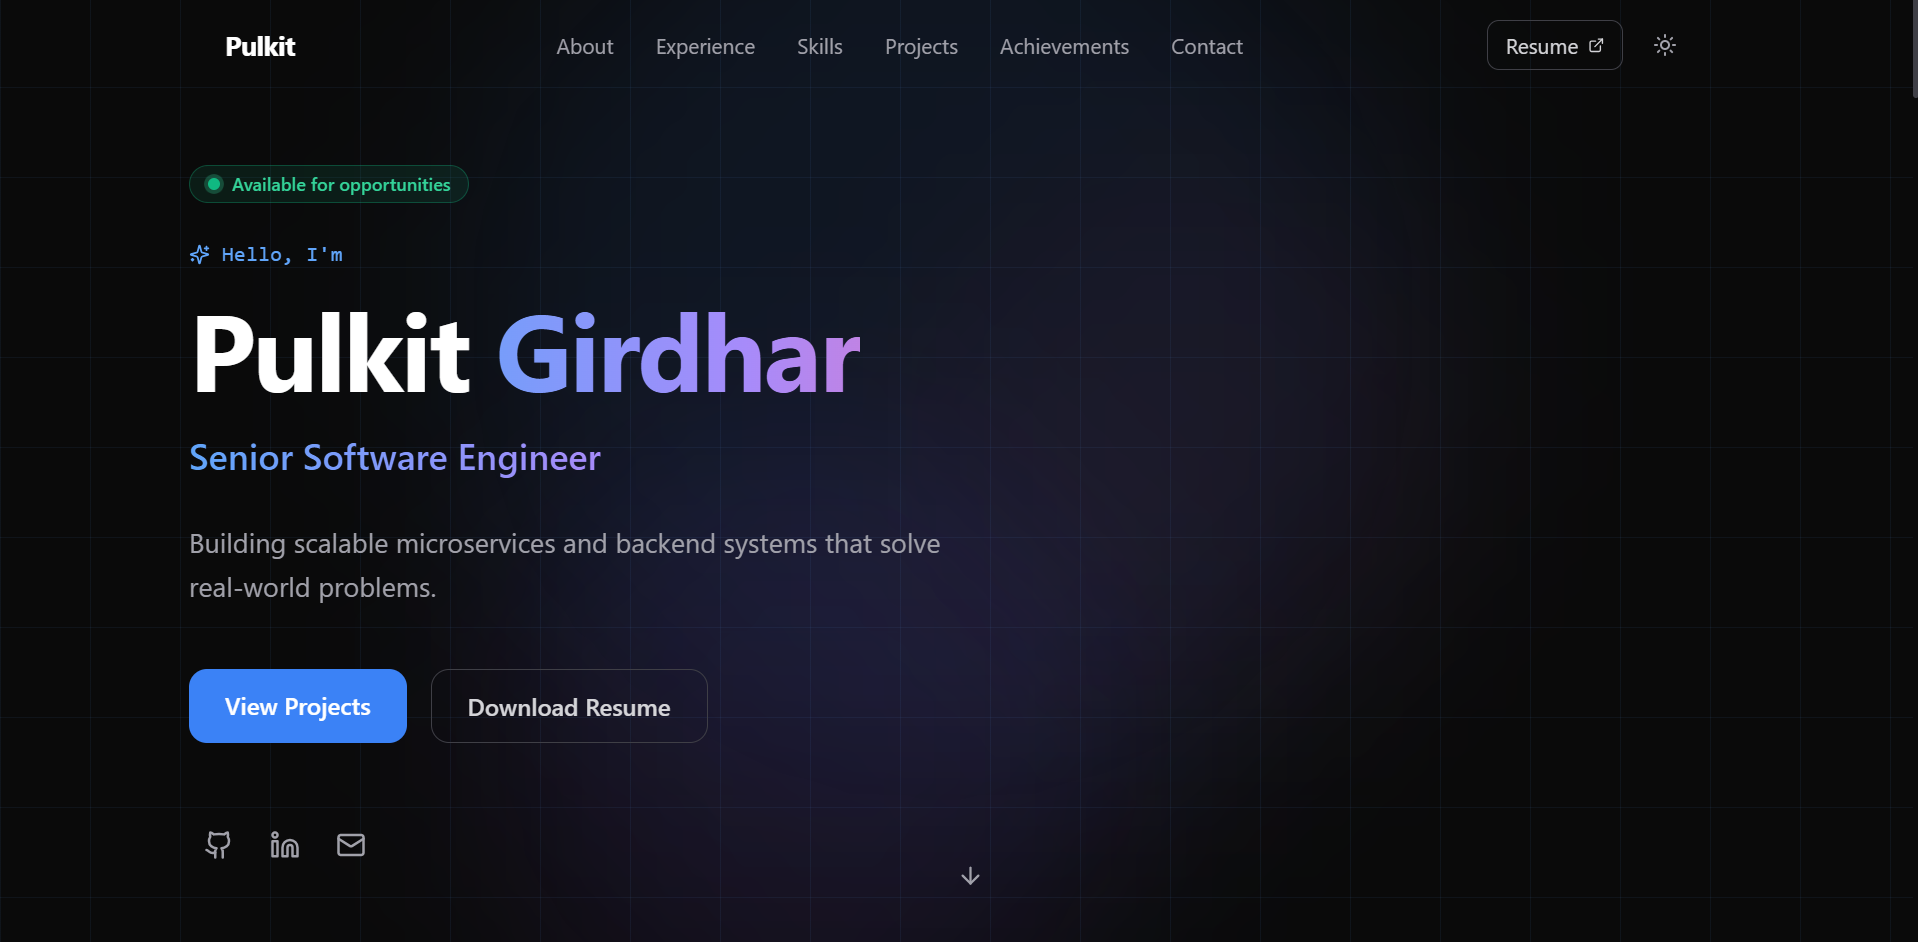 Pulkit
About
Experience
Skills
Projects
Achievements
Contact
Resume
Available for opportunities
Hello, I'm
Pulkit Girdhar
Senior Software Engineer
Building scalable microservices and backend systems that solve
real-world problems.
View Projects
Download Resume